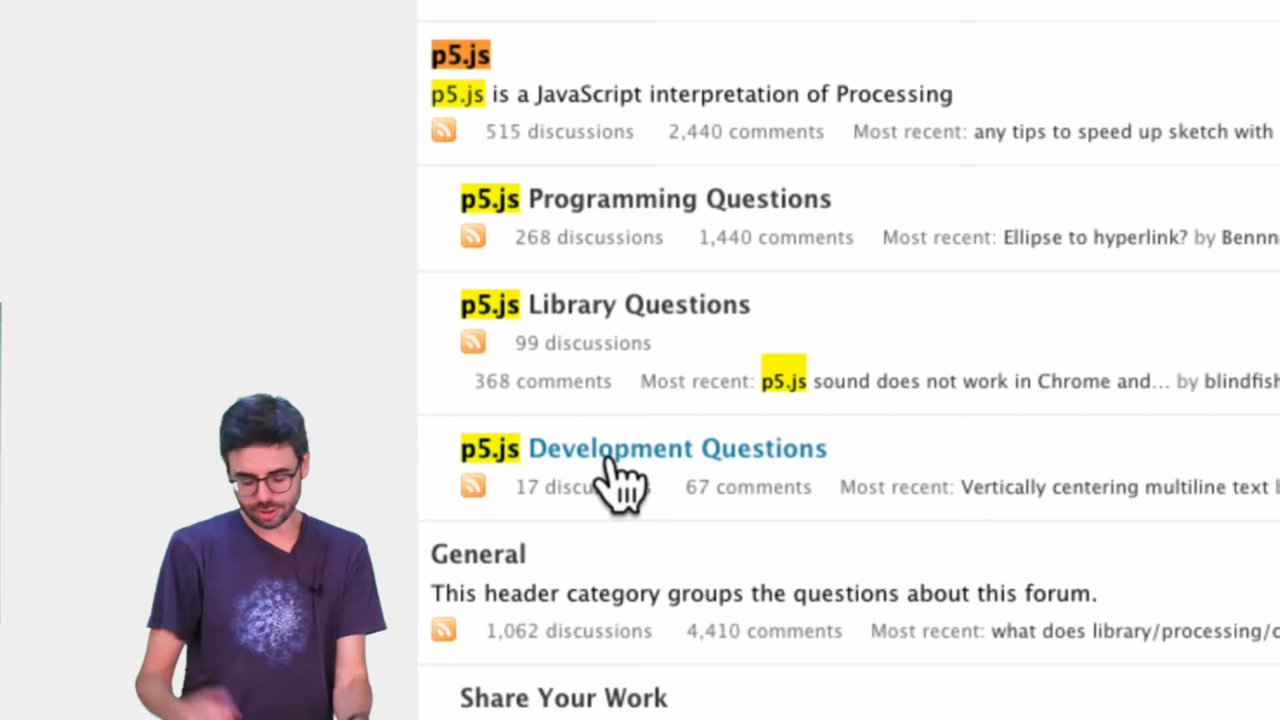 p5.js
p5.js is a JavaScript interpretation of Processing
515 discussions 2,440 comments Most recent: any tips to speed up sketch with
p5.js Programming Questions
268 discussions 1,440 comments Most recent: Ellipse to hyperlink? by Bennn
p5.js Library Questions
99 discussions
368 comments Most recent: p5.js sound does not work in Chrome and... by blindfish
p5.js Development Questions
17 67 comments Most recent: Vertically centering multiline text
General
This header category groups the questions about this forum.
1,062 discussions 4,410 comments Most recent: what does library/processing/c
Share Your Work